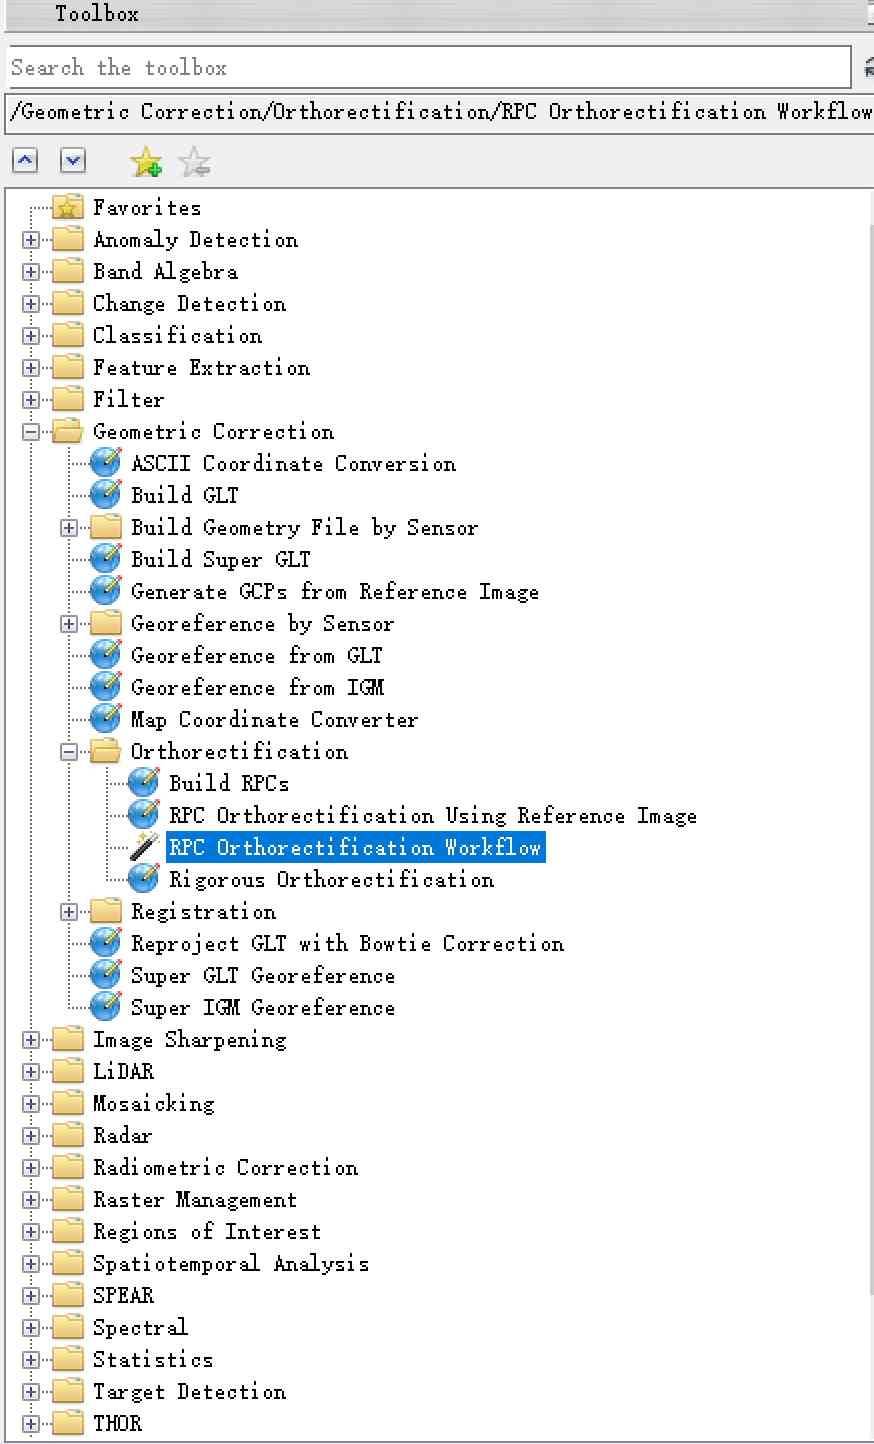 Toolbox
Search the toolbox
/Geometric Correction/Orthorectification/RPC Orthorectification Workflow
Favorites
Anomaly Detection
Band Algebra
Change Detection
Classification
Feature Extraction
Filter
Geometric Correction
ASCII Coordinate Conversion
Build GLT
Build Geometry File by Sensor
Build Super GLT
Generate GCPs from Reference Image
Georeference by Sensor
Georeference from GLT
Georeference from IGM
Map Coordinate Converter
Orthorectification
Build RPCs
RPC Orthorectification Using Reference Image
RPC Orthorectification Workflow
Rigorous Orthorectification
Registration
Reproject GLT with Bowtie Correction
Super GLT Georeference
Super IGM Georeference
Image Sharpening
LiDAR
Mosaicking
Radar
Radiometric Correction
Raster Management
Regions of Interest
Spatiotemporal Analysis
SPEAR
Spectral
Statistics
Target Detection
THOR